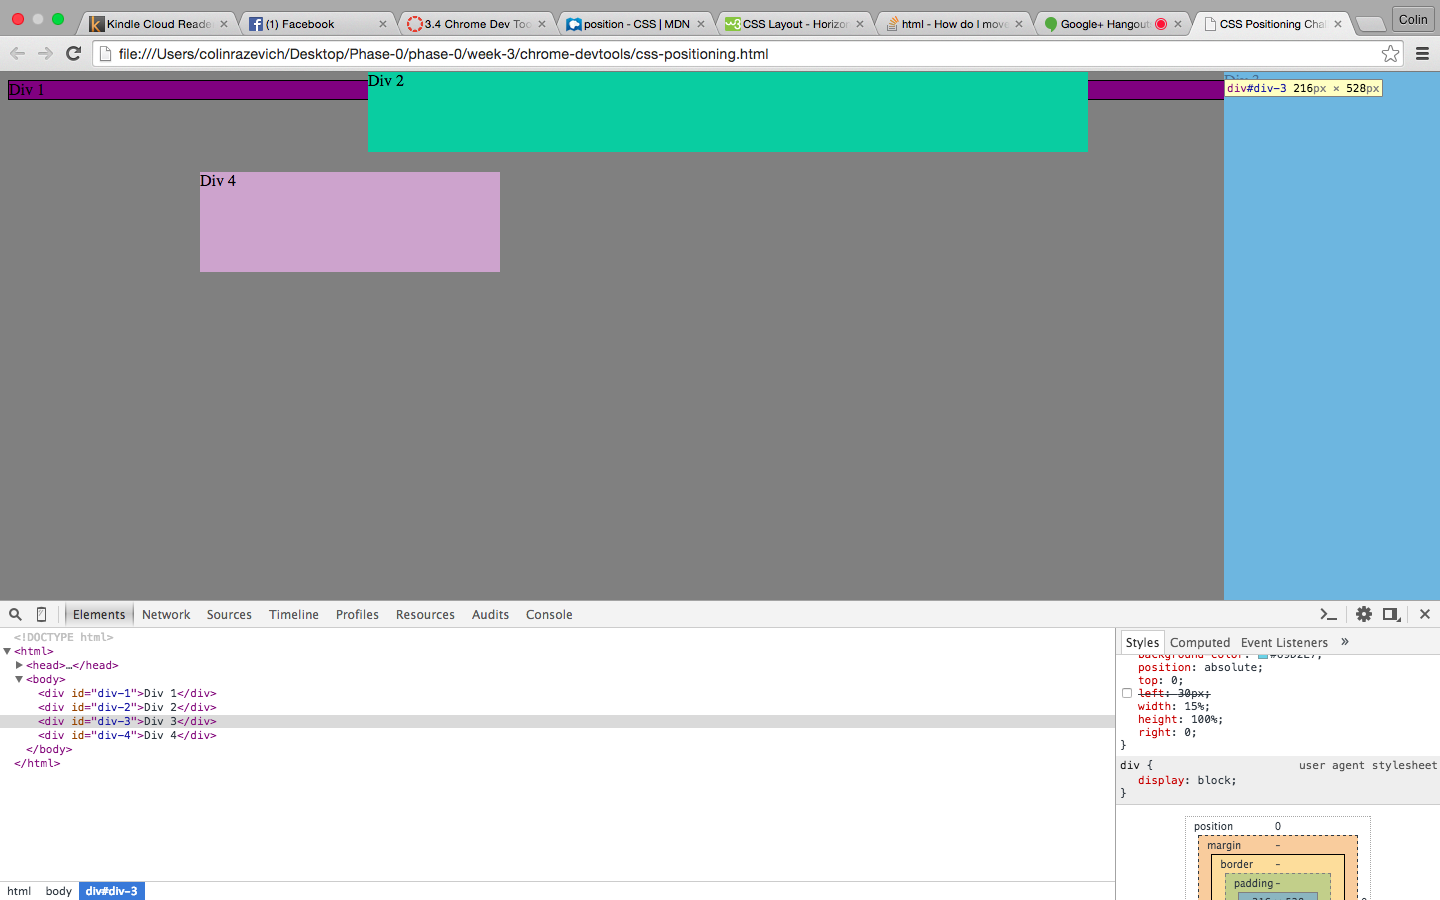 Kindle Cloud Reade
(1) Facebook
3.4 Chrome Dev Too
position - CSS | MDN
CSS Layout - Horizo
html - How do I move
Google+ Hangout
CSS Positioning Cha
Colin
file:///Users/colinrazevich/Desktop/Phase-0/phase-0/week-3/chrome-devtools/css-positioning.html
Div 1
Div 2
Div 3
div#div-3 216px × 528px
Div 4
Elements Network Sources Timeline Profiles Resources Audits Console
<!DOCTYPE html>
<html>
<head>…</head>
<body>
<div id="div-1">Div 1</div>
<div id="div-2">Div 2</div>
<div id="div-3">Div 3</div>
<div id="div-4">Div 4</div>
</body>
</html>
html body div#div-3
Styles Computed Event Listeners »
background-color: #89D2E7;
position: absolute;
top: 0;
left: 30px;
width: 15%;
height: 100%;
right: 0;
}
div { user agent stylesheet
display: block;
}
position 0
margin -
border -
padding -
216 × 528